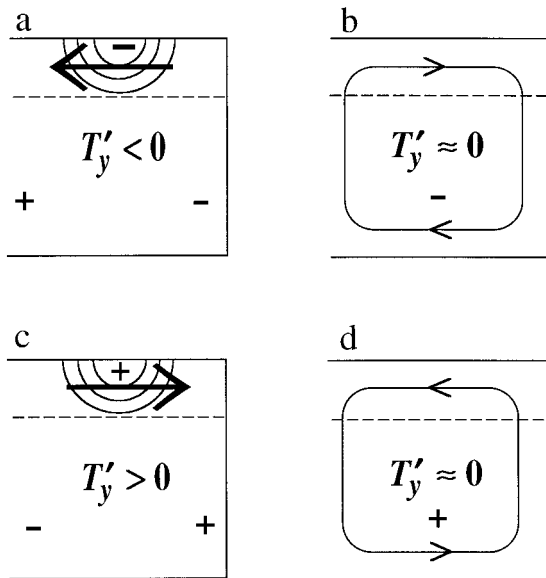 a
b
−
T′y < 0
T′y ≈ 0
+ −
−
c
d
+
T′y > 0
T′y ≈ 0
− +
+